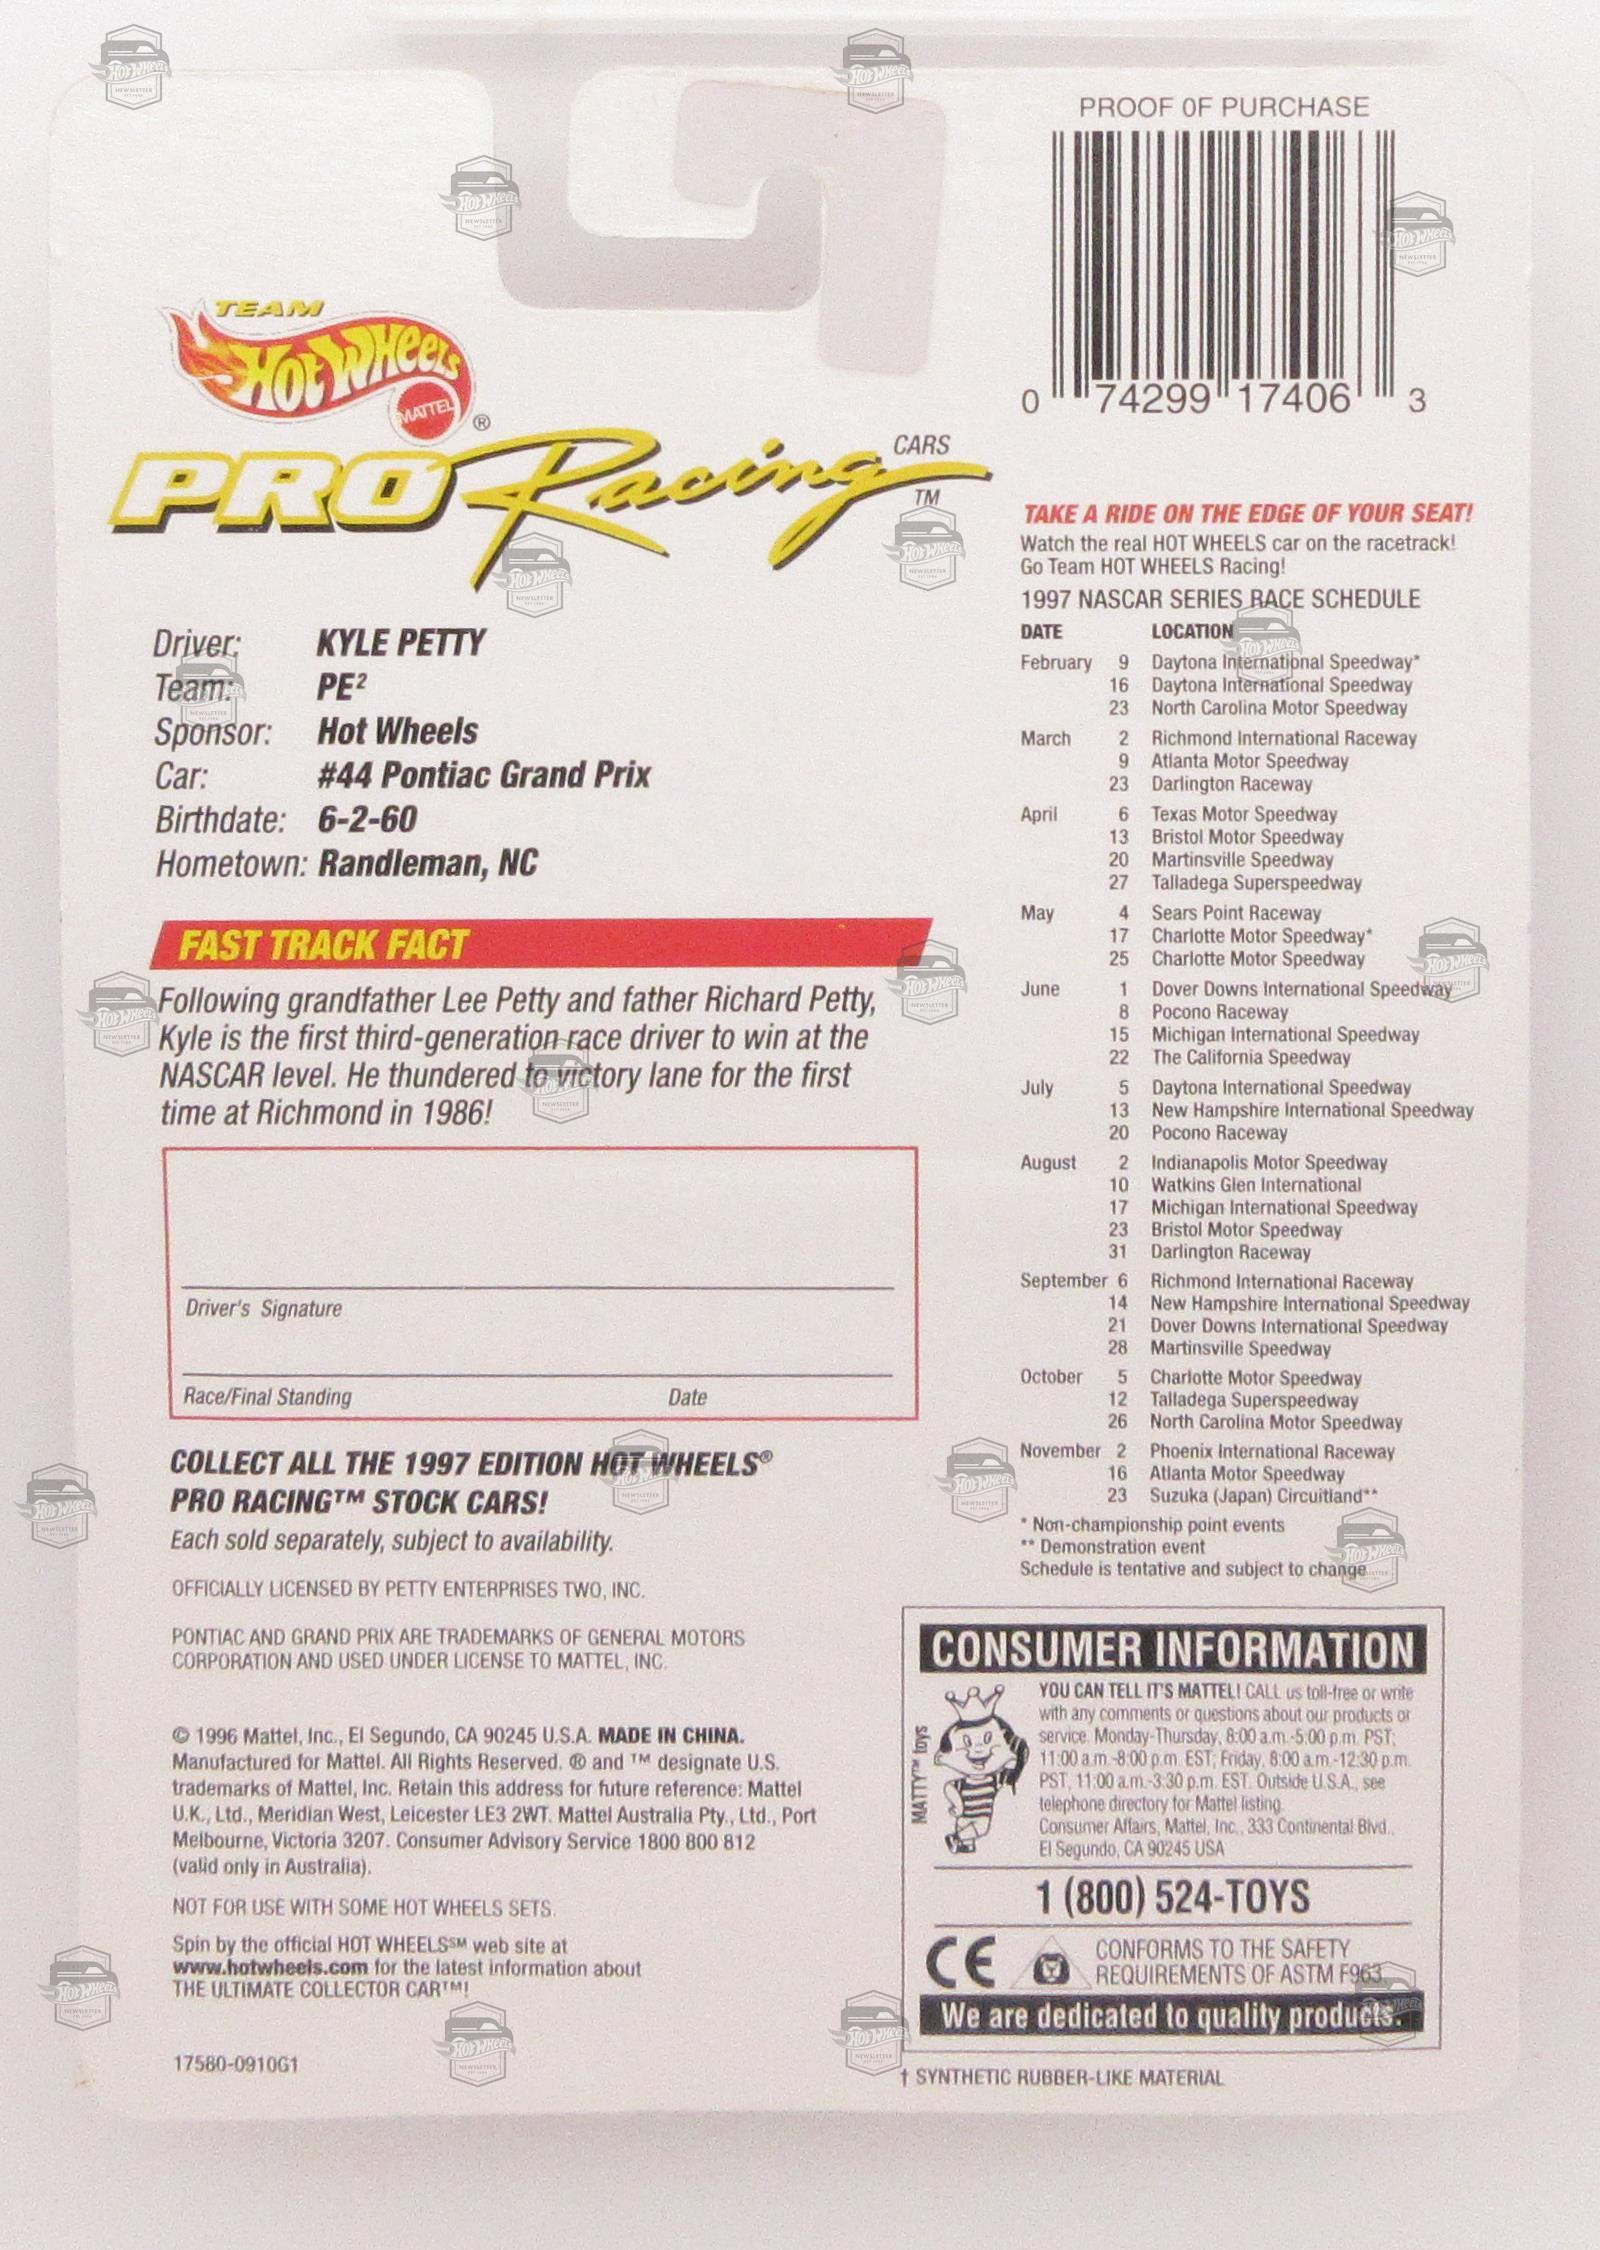 PROOF OF PURCHASE
0 74299 17406 3
TEAM
Hot Wheels
MATTEL
®
PRO Racing
CARS
TM
Driver: KYLE PETTY
Team: PE²
Sponsor: Hot Wheels
Car: #44 Pontiac Grand Prix
Birthdate: 6-2-60
Hometown: Randleman, NC
FAST TRACK FACT
Following grandfather Lee Petty and father Richard Petty,
Kyle is the first third-generation race driver to win at the
NASCAR level. He thundered to victory lane for the first
time at Richmond in 1986!
Driver's Signature
Race/Final Standing Date
COLLECT ALL THE 1997 EDITION HOT WHEELS®
PRO RACING™ STOCK CARS!
Each sold separately, subject to availability.
OFFICIALLY LICENSED BY PETTY ENTERPRISES TWO, INC.
PONTIAC AND GRAND PRIX ARE TRADEMARKS OF GENERAL MOTORS
CORPORATION AND USED UNDER LICENSE TO MATTEL, INC.
© 1996 Mattel, Inc., El Segundo, CA 90245 U.S.A. MADE IN CHINA.
Manufactured for Mattel. All Rights Reserved. ® and ™ designate U.S.
trademarks of Mattel, Inc. Retain this address for future reference: Mattel
U.K., Ltd., Meridian West, Leicester LE3 2WT. Mattel Australia Pty., Ltd., Port
Melbourne, Victoria 3207. Consumer Advisory Service 1800 800 812
(valid only in Australia).
NOT FOR USE WITH SOME HOT WHEELS SETS.
Spin by the official HOT WHEELS℠ web site at
www.hotwheels.com for the latest information about
THE ULTIMATE COLLECTOR CAR™!
17580-0910G1
TAKE A RIDE ON THE EDGE OF YOUR SEAT!
Watch the real HOT WHEELS car on the racetrack!
Go Team HOT WHEELS Racing!
1997 NASCAR SERIES RACE SCHEDULE
DATE LOCATION
February 9 Daytona International Speedway*
16 Daytona International Speedway
23 North Carolina Motor Speedway
March 2 Richmond International Raceway
9 Atlanta Motor Speedway
23 Darlington Raceway
April 6 Texas Motor Speedway
13 Bristol Motor Speedway
20 Martinsville Speedway
27 Talladega Superspeedway
May 4 Sears Point Raceway
17 Charlotte Motor Speedway*
25 Charlotte Motor Speedway
June 1 Dover Downs International Speedway
8 Pocono Raceway
15 Michigan International Speedway
22 The California Speedway
July 5 Daytona International Speedway
13 New Hampshire International Speedway
20 Pocono Raceway
August 2 Indianapolis Motor Speedway
10 Watkins Glen International
17 Michigan International Speedway
23 Bristol Motor Speedway
31 Darlington Raceway
September 6 Richmond International Raceway
14 New Hampshire International Speedway
21 Dover Downs International Speedway
28 Martinsville Speedway
October 5 Charlotte Motor Speedway
12 Talladega Superspeedway
26 North Carolina Motor Speedway
November 2 Phoenix International Raceway
16 Atlanta Motor Speedway
23 Suzuka (Japan) Circuitland**
* Non-championship point events
** Demonstration event
Schedule is tentative and subject to change
CONSUMER INFORMATION
MATTY™ toys
YOU CAN TELL IT'S MATTEL! CALL us toll-free or write
with any comments or questions about our products or
service. Monday-Thursday, 8:00 a.m.-5:00 p.m. PST;
11:00 a.m.-8:00 p.m. EST; Friday, 8:00 a.m.-12:30 p.m.
PST, 11:00 a.m.-3:30 p.m. EST. Outside U.S.A., see
telephone directory for Mattel listing.
Consumer Affairs, Mattel, Inc., 333 Continental Blvd.,
El Segundo, CA 90245 USA
1 (800) 524-TOYS
CE
CONFORMS TO THE SAFETY
REQUIREMENTS OF ASTM F963
We are dedicated to quality products.
† SYNTHETIC RUBBER-LIKE MATERIAL